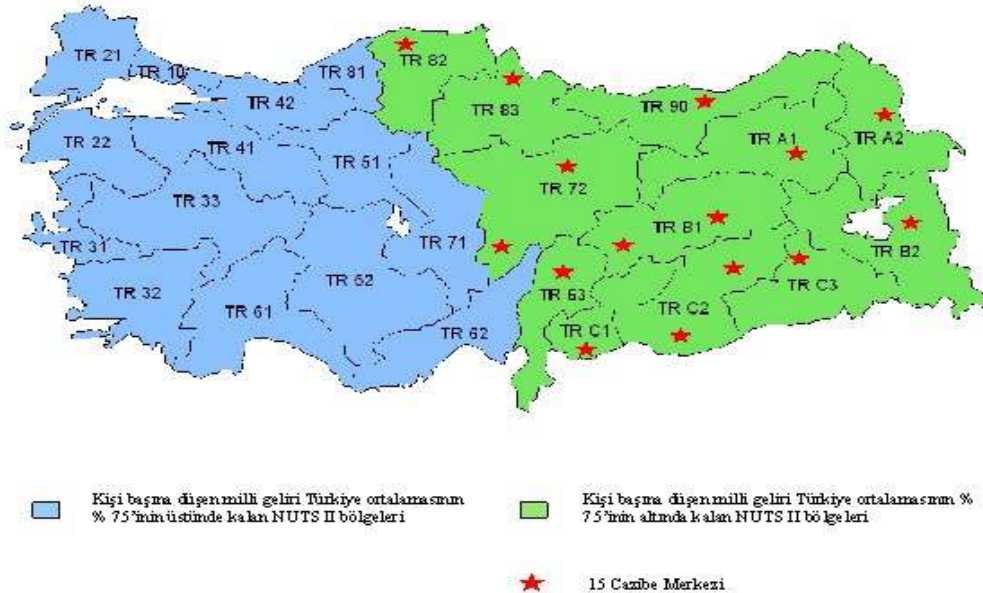 TR 21
TR 10
TR 81
TR 82
TR 42
TR 83
TR 90
TR A1
TR A2
TR 22
TR 41
TR 51
TR 72
TR 33
TR B1
TR 31
TR 71
TR B2
TR 52
TR 63
TR C3
TR 32
TR 61
TR C2
TR 62
TR C1
Kişi başına düşen milli geliri Türkiye ortalamasının
% 75'inin üstünde kalan NUTS II bölgeleri
Kişi başına düşen milli geliri Türkiye ortalamasının %
75'inin altında kalan NUTS II bölgeleri
15 Cazibe Merkezi